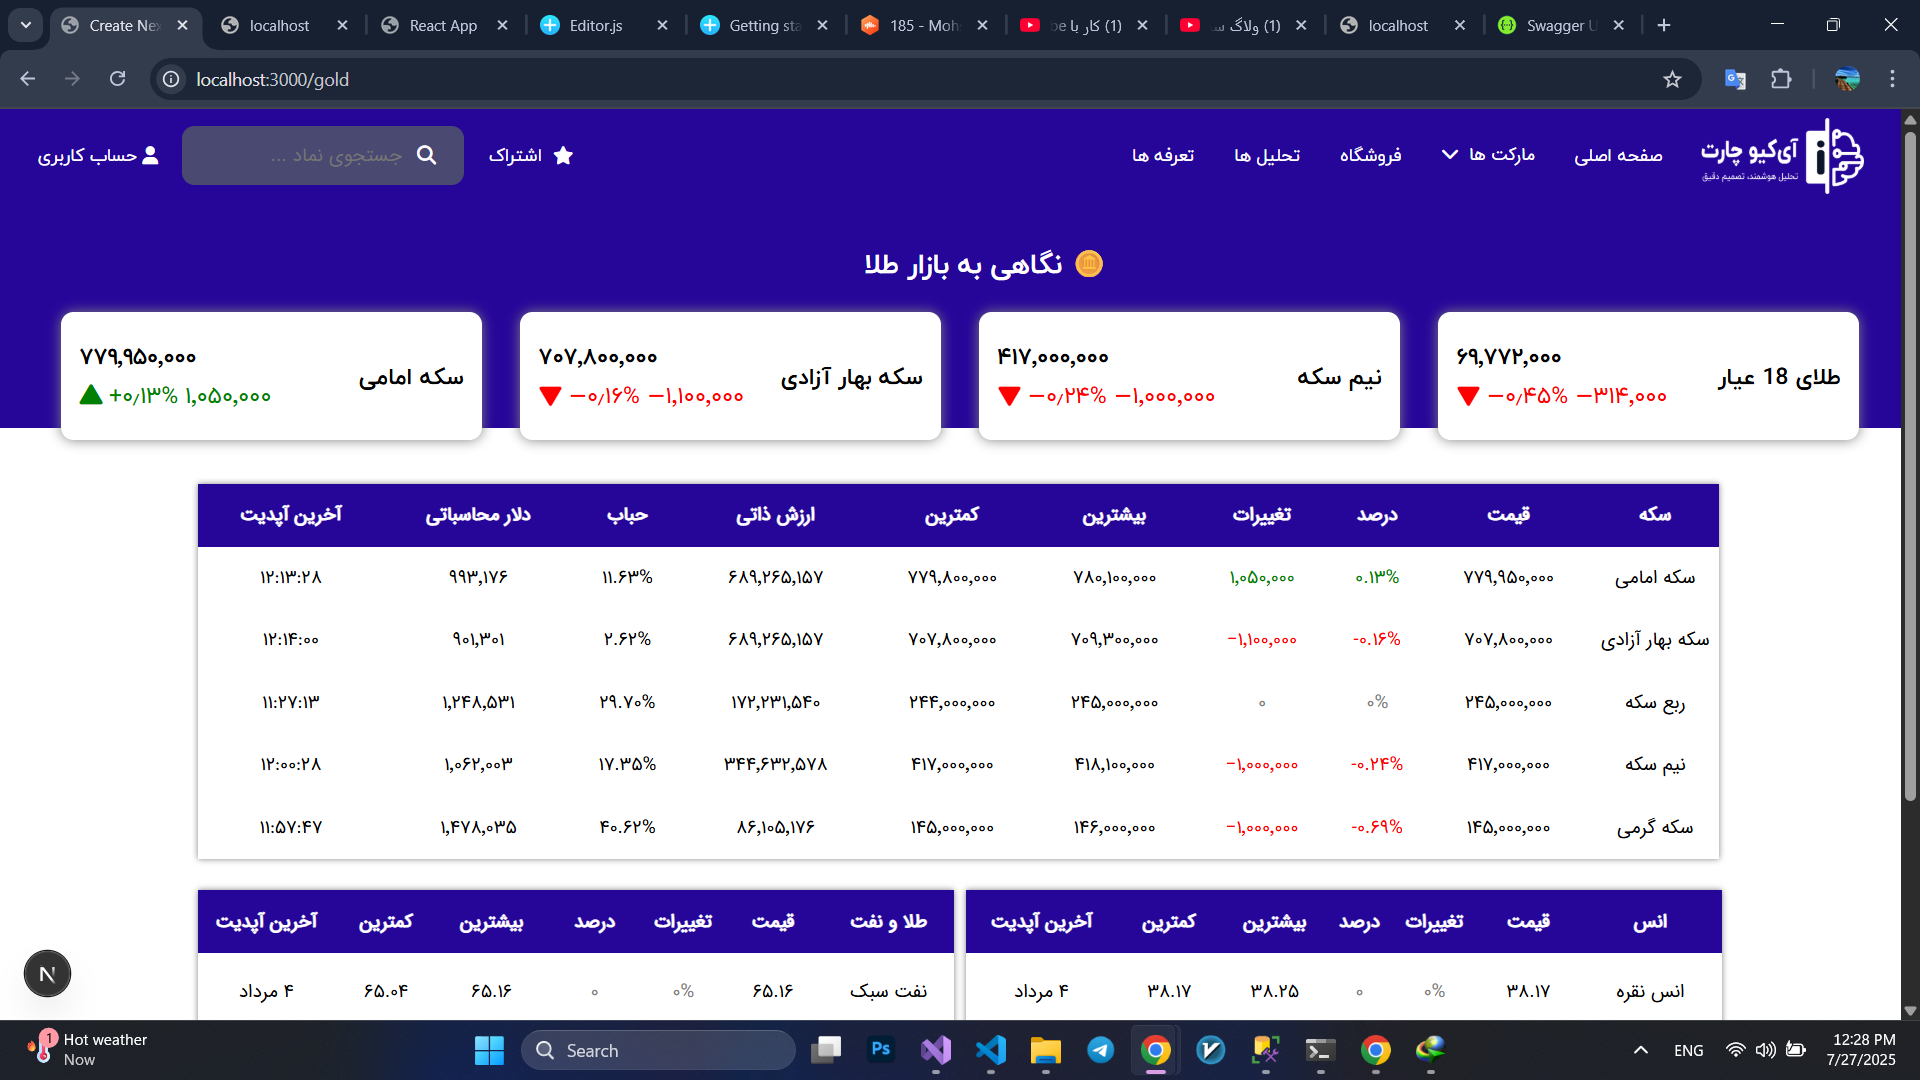 Create Nex
localhost
React App
Editor.js
Getting sta
185 - Moh
(1) کار با be
(1) ولاگ سـ
localhost
Swagger U
localhost:3000/gold
آی‌کیو چارت
تحلیل هوشمند، تصمیم دقیق
صفحه اصلی
مارکت ها
فروشگاه
تحلیل ها
تعرفه ها
اشتراک
جستجوی نماد ...
حساب کاربری
نگاهی به بازار طلا
طلای 18 عیار
۶۹,۷۷۲,۰۰۰
−۰٫۴۵% −۳۱۴,۰۰۰
نیم سکه
۴۱۷,۰۰۰,۰۰۰
−۰٫۲۴% −۱,۰۰۰,۰۰۰
سکه بهار آزادی
۷۰۷,۸۰۰,۰۰۰
−۰٫۱۶% −۱,۱۰۰,۰۰۰
سکه امامی
۷۷۹,۹۵۰,۰۰۰
+۰٫۱۳% ۱,۰۵۰,۰۰۰
سکه قیمت درصد تغییرات بیشترین کمترین ارزش ذاتی حباب دلار محاسباتی آخرین آپدیت
سکه امامی ۷۷۹,۹۵۰,۰۰۰ ۰.۱۳% ۱,۰۵۰,۰۰۰ ۷۸۰,۱۰۰,۰۰۰ ۷۷۹,۸۰۰,۰۰۰ ۶۸۹,۲۶۵,۱۵۷ ۱۱.۶۳% ۹۹۳,۱۷۶ ۱۲:۱۳:۲۸
سکه بهار آزادی ۷۰۷,۸۰۰,۰۰۰ -۰.۱۶% −۱,۱۰۰,۰۰۰ ۷۰۹,۳۰۰,۰۰۰ ۷۰۷,۸۰۰,۰۰۰ ۶۸۹,۲۶۵,۱۵۷ ۲.۶۲% ۹۰۱,۳۰۱ ۱۲:۱۴:۰۰
ربع سکه ۲۴۵,۰۰۰,۰۰۰ ۰% ۰ ۲۴۵,۰۰۰,۰۰۰ ۲۴۴,۰۰۰,۰۰۰ ۱۷۲,۲۳۱,۵۴۰ ۲۹.۷۰% ۱,۲۴۸,۵۳۱ ۱۱:۲۷:۱۳
نیم سکه ۴۱۷,۰۰۰,۰۰۰ -۰.۲۴% −۱,۰۰۰,۰۰۰ ۴۱۸,۱۰۰,۰۰۰ ۴۱۷,۰۰۰,۰۰۰ ۳۴۴,۶۳۲,۵۷۸ ۱۷.۳۵% ۱,۰۶۲,۰۰۳ ۱۲:۰۰:۲۸
سکه گرمی ۱۴۵,۰۰۰,۰۰۰ -۰.۶۹% −۱,۰۰۰,۰۰۰ ۱۴۶,۰۰۰,۰۰۰ ۱۴۵,۰۰۰,۰۰۰ ۸۶,۱۰۵,۱۷۶ ۴۰.۶۲% ۱,۴۷۸,۰۳۵ ۱۱:۵۷:۴۷
انس قیمت تغییرات درصد بیشترین کمترین آخرین آپدیت
انس نقره ۳۸.۱۷ ۰% ۰ ۳۸.۲۵ ۳۸.۱۷ ۴ مرداد
طلا و نفت قیمت تغییرات درصد بیشترین کمترین آخرین آپدیت
نفت سبک ۶۵.۱۶ ۰% ۰ ۶۵.۱۶ ۶۵.۰۴ ۴ مرداد
N
1
Hot weather
Now
Search
Ps
ENG
12:28 PM
7/27/2025